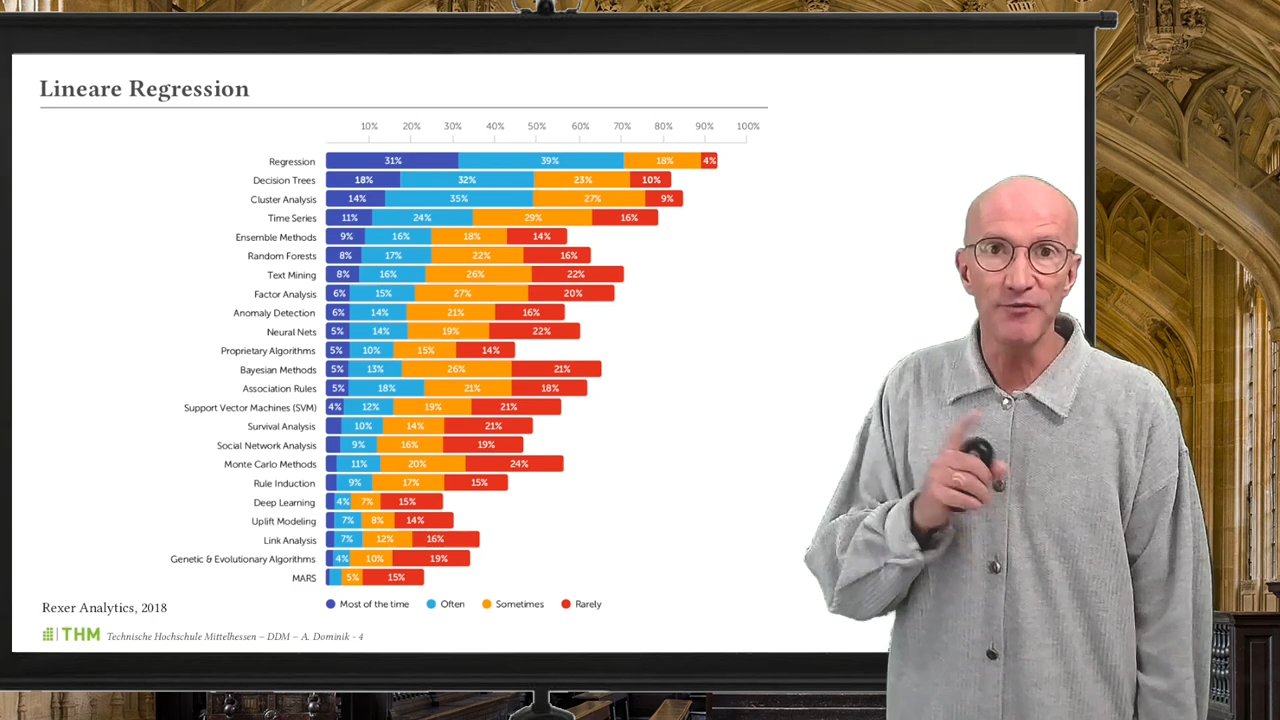 Lineare Regression
10% 20% 30% 40% 50% 60% 70% 80% 90% 100%
Regression 31% 39% 18% 4%
Decision Trees 18% 32% 23% 10%
Cluster Analysis 14% 35% 27% 9%
Time Series 11% 24% 29% 16%
Ensemble Methods 9% 16% 18% 14%
Random Forests 8% 17% 22% 16%
Text Mining 8% 16% 26% 22%
Factor Analysis 6% 15% 27% 20%
Anomaly Detection 6% 14% 21% 16%
Neural Nets 5% 14% 19% 22%
Proprietary Algorithms 5% 10% 15% 14%
Bayesian Methods 5% 13% 26% 21%
Association Rules 5% 18% 21% 18%
Support Vector Machines (SVM) 4% 12% 19% 21%
Survival Analysis 10% 14% 21%
Social Network Analysis 9% 16% 19%
Monte Carlo Methods 11% 20% 24%
Rule Induction 9% 17% 15%
Deep Learning 4% 7% 15%
Uplift Modeling 7% 8% 14%
Link Analysis 7% 12% 16%
Genetic & Evolutionary Algorithms 4% 10% 19%
MARS 5% 15%
Most of the time Often Sometimes Rarely
Rexer Analytics, 2018
THM Technische Hochschule Mittelhessen – DDM – A. Dominik - 4